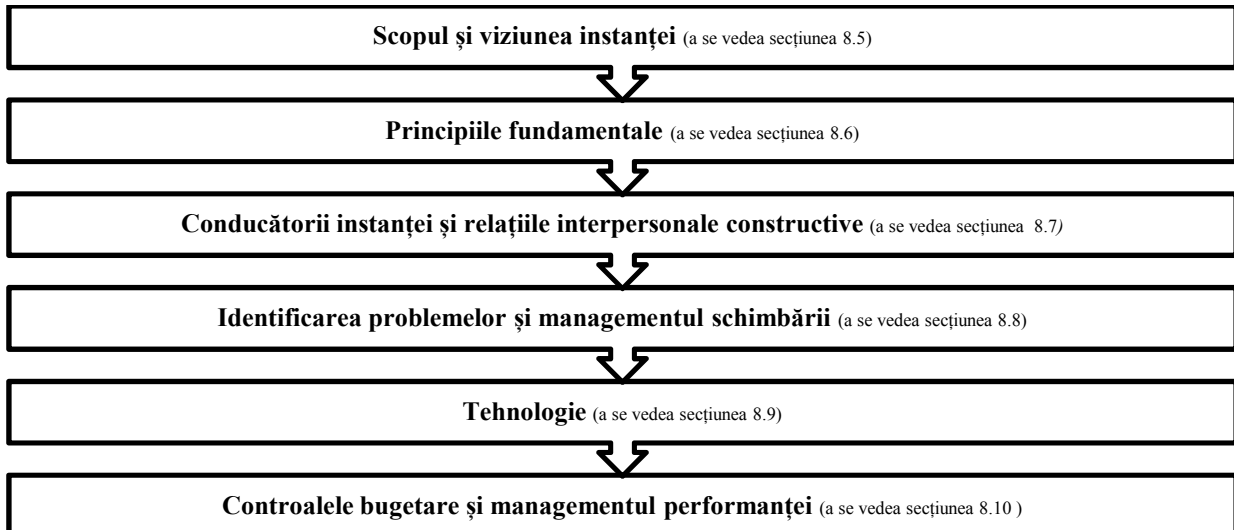 Scopul și viziunea instanței (a se vedea secțiunea 8.5)
Principiile fundamentale (a se vedea secțiunea 8.6)
Conducătorii instanței și relațiile interpersonale constructive (a se vedea secțiunea 8.7)
Identificarea problemelor și managementul schimbării (a se vedea secțiunea 8.8)
Tehnologie (a se vedea secțiunea 8.9)
Controalele bugetare și managementul performanței (a se vedea secțiunea 8.10 )